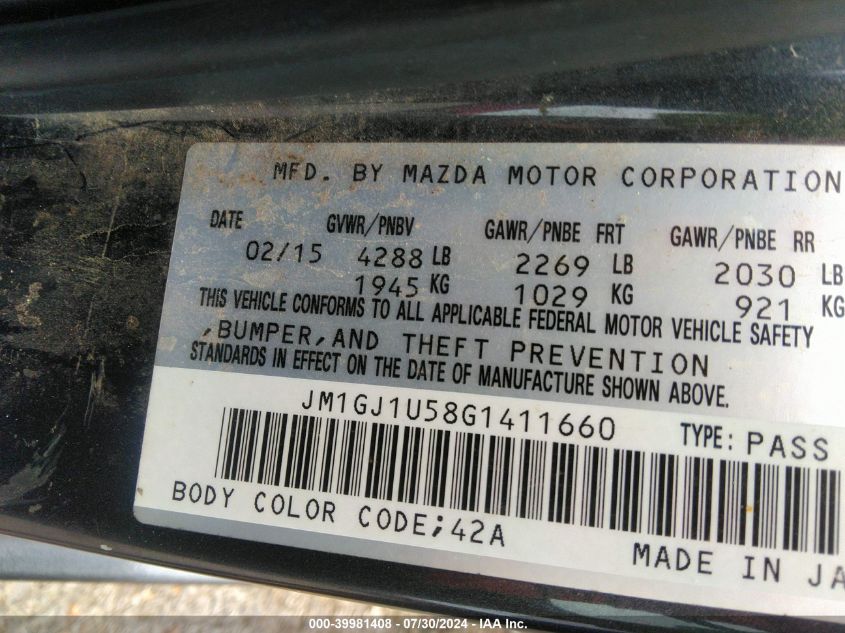 MFD. BY MAZDA MOTOR CORPORATION
DATE GVWR/PNBV GAWR/PNBE FRT GAWR/PNBE RR
02/15 4288 LB 2269 LB 2030 LB
1945 KG 1029 KG 921 KG
THIS VEHICLE CONFORMS TO ALL APPLICABLE FEDERAL MOTOR VEHICLE SAFETY
,BUMPER,AND THEFT PREVENTION
STANDARDS IN EFFECT ON THE DATE OF MANUFACTURE SHOWN ABOVE.
JM1GJ1U58G1411660 TYPE: PASS
BODY COLOR CODE;42A
MADE IN JA
000-39981408 - 07/30/2024 - IAA Inc.